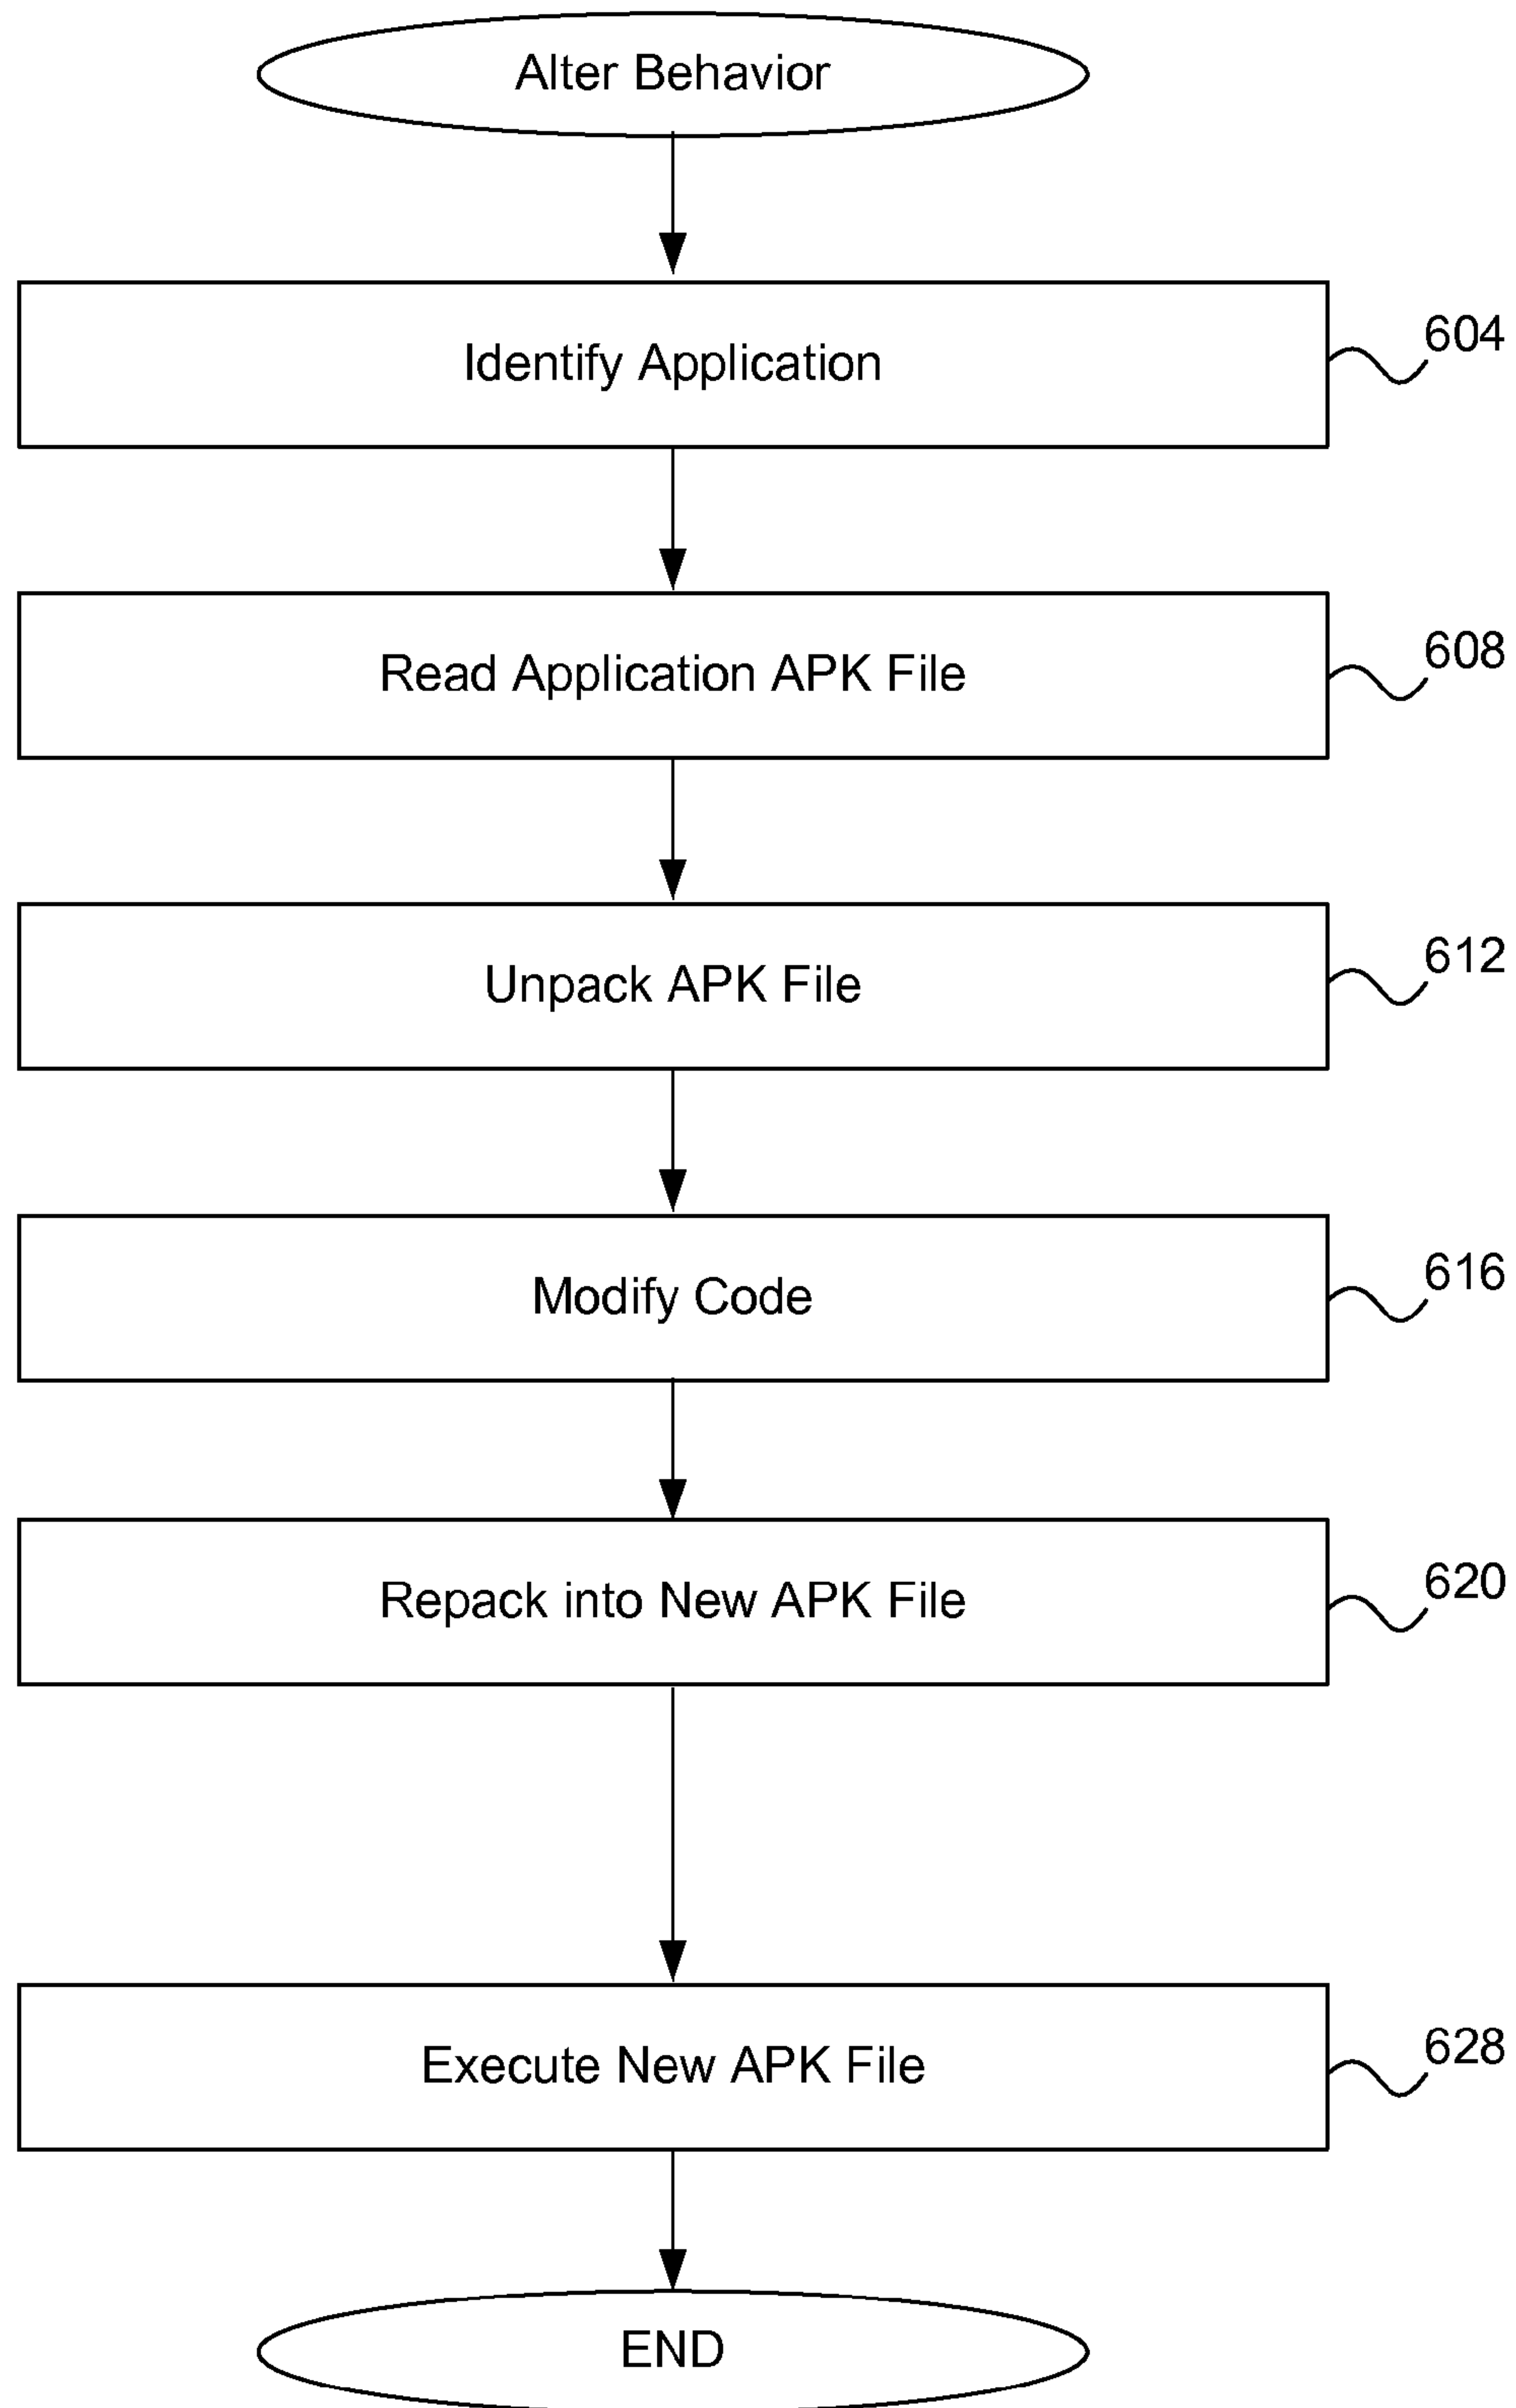 Alter Behavior
Identify Application
604
Read Application APK File
608
Unpack APK File
612
Modify Code
616
Repack into New APK File
620
Execute New APK File
628
END